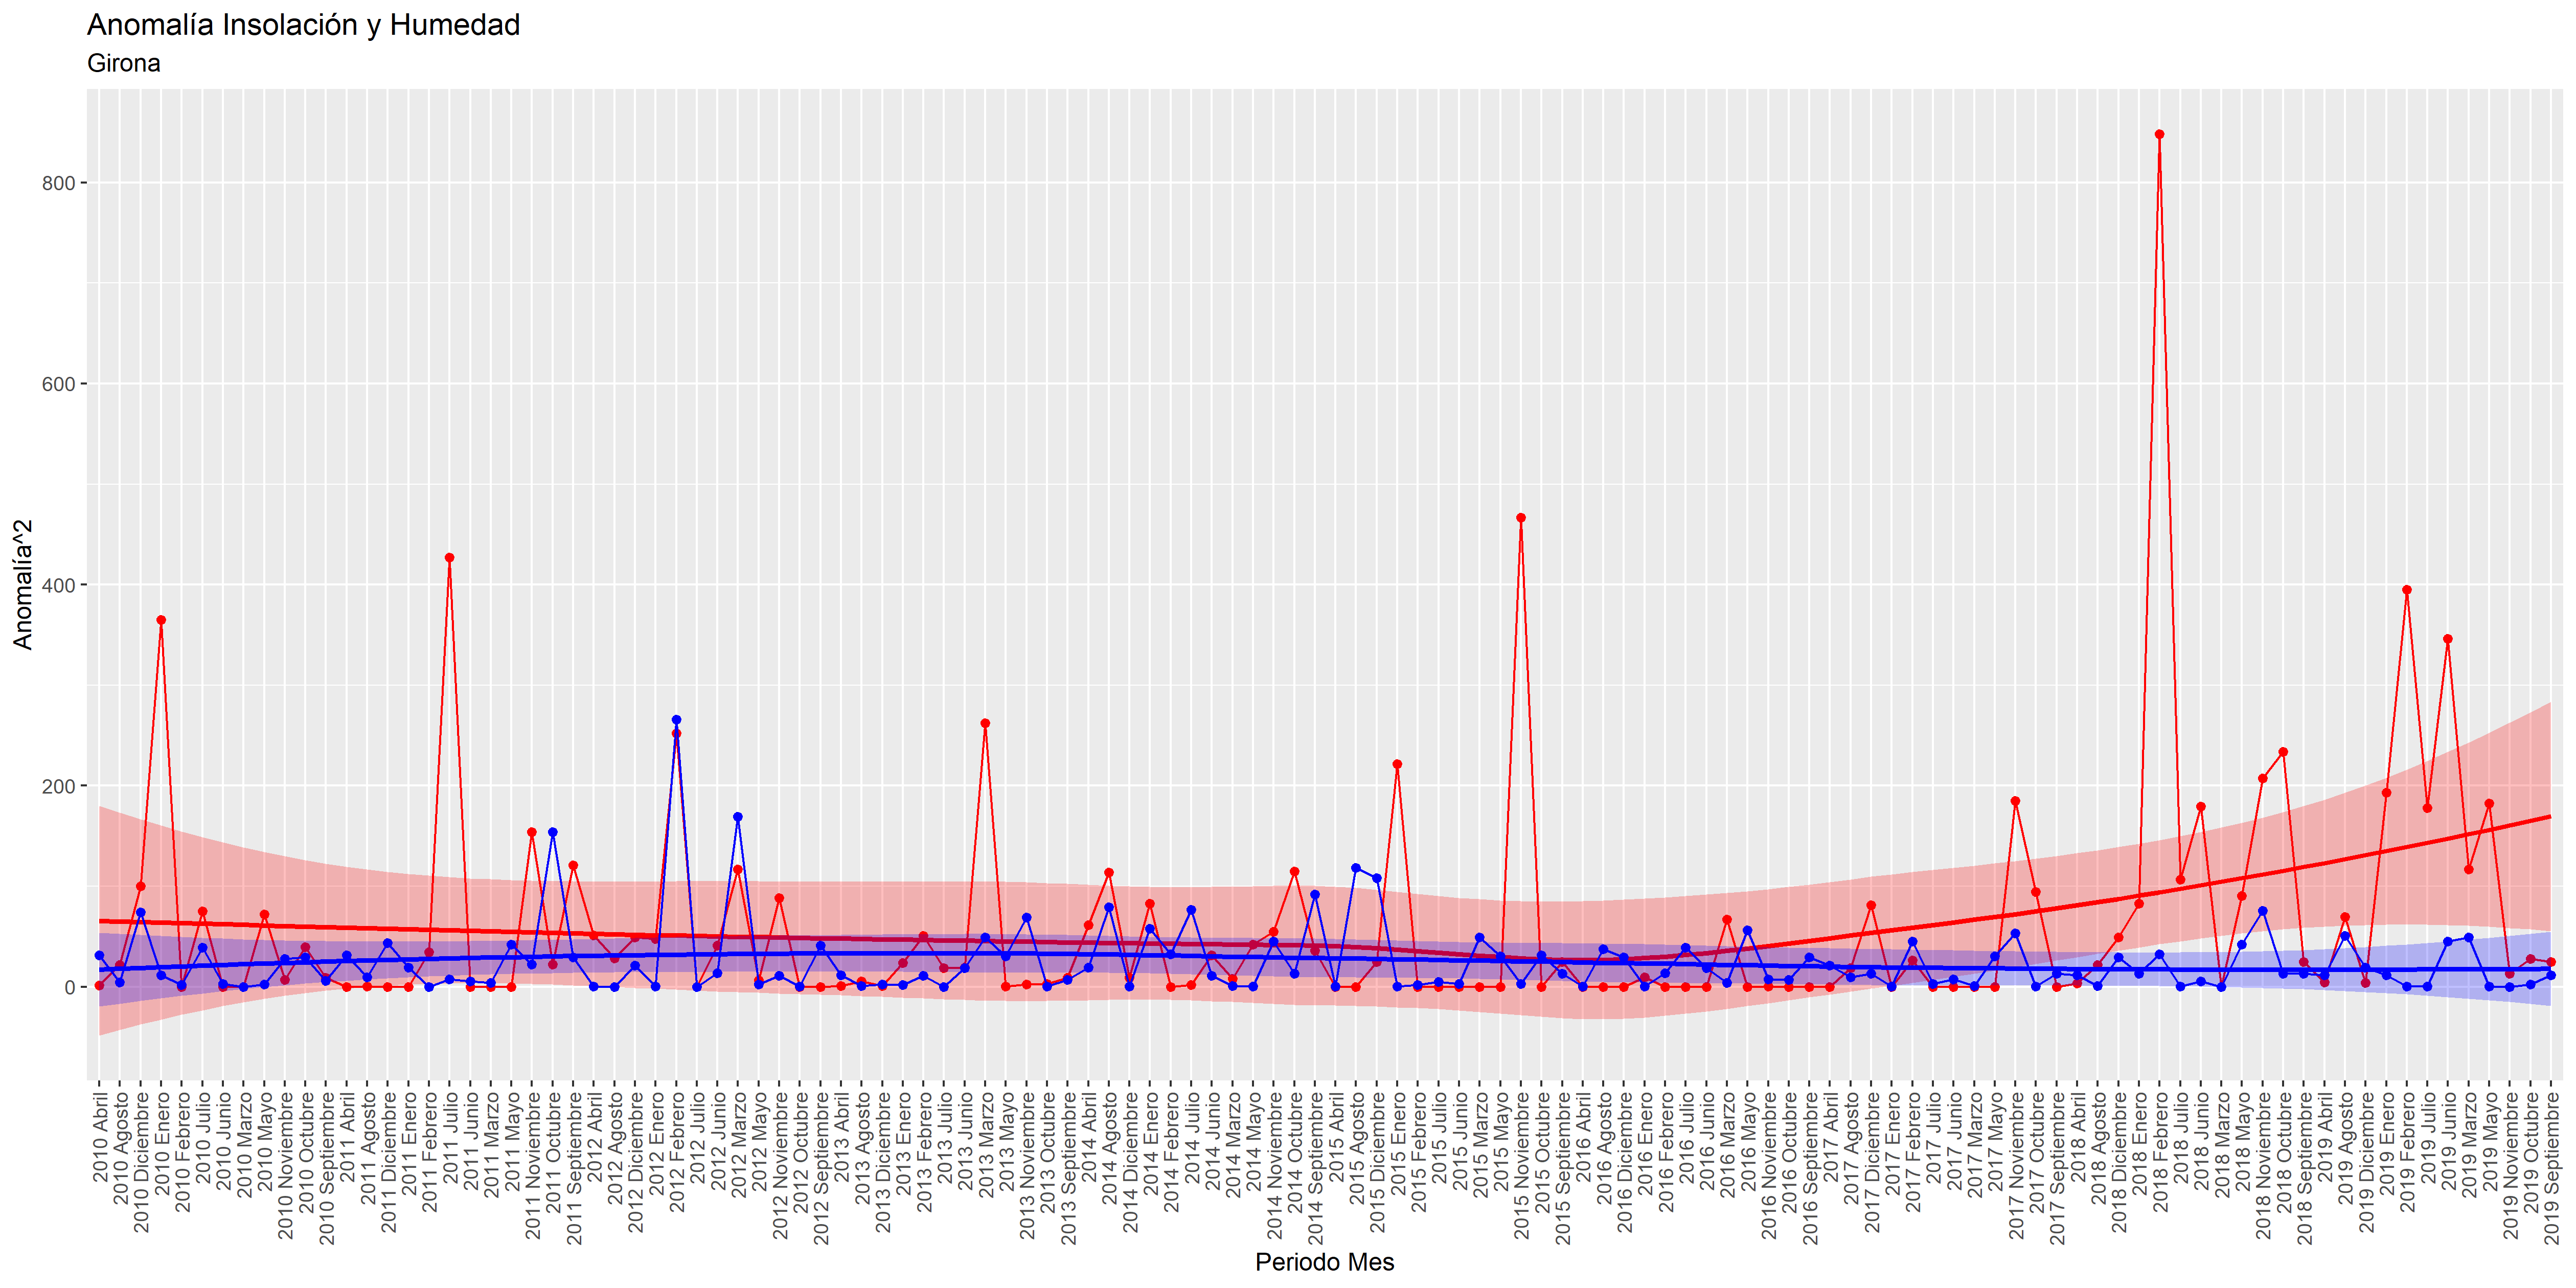 Anomalía Insolación y Humedad
Girona
Anomalía^2
800
600
400
200
0
2010 Abril
2010 Agosto
2010 Diciembre
2010 Enero
2010 Febrero
2010 Julio
2010 Junio
2010 Marzo
2010 Mayo
2010 Noviembre
2010 Octubre
2010 Septiembre
2011 Abril
2011 Agosto
2011 Diciembre
2011 Enero
2011 Febrero
2011 Julio
2011 Junio
2011 Marzo
2011 Mayo
2011 Noviembre
2011 Octubre
2011 Septiembre
2012 Abril
2012 Agosto
2012 Diciembre
2012 Enero
2012 Febrero
2012 Julio
2012 Junio
2012 Marzo
2012 Mayo
2012 Noviembre
2012 Octubre
2012 Septiembre
2013 Abril
2013 Agosto
2013 Diciembre
2013 Enero
2013 Febrero
2013 Julio
2013 Junio
2013 Marzo
2013 Mayo
2013 Noviembre
2013 Octubre
2013 Septiembre
2014 Abril
2014 Agosto
2014 Diciembre
2014 Enero
2014 Febrero
2014 Julio
2014 Junio
2014 Marzo
2014 Mayo
2014 Noviembre
2014 Octubre
2014 Septiembre
2015 Abril
2015 Agosto
2015 Diciembre
2015 Enero
2015 Febrero
2015 Julio
2015 Junio
2015 Marzo
2015 Mayo
2015 Noviembre
2015 Octubre
2015 Septiembre
2016 Abril
2016 Agosto
2016 Diciembre
2016 Enero
2016 Febrero
2016 Julio
2016 Junio
2016 Marzo
2016 Mayo
2016 Noviembre
2016 Octubre
2016 Septiembre
2017 Abril
2017 Agosto
2017 Diciembre
2017 Enero
2017 Febrero
2017 Julio
2017 Junio
2017 Marzo
2017 Mayo
2017 Noviembre
2017 Octubre
2017 Septiembre
2018 Abril
2018 Agosto
2018 Diciembre
2018 Enero
2018 Febrero
2018 Julio
2018 Junio
2018 Marzo
2018 Mayo
2018 Noviembre
2018 Octubre
2018 Septiembre
2019 Abril
2019 Agosto
2019 Diciembre
2019 Enero
2019 Febrero
2019 Julio
2019 Junio
2019 Marzo
2019 Mayo
2019 Noviembre
2019 Octubre
2019 Septiembre
Periodo Mes